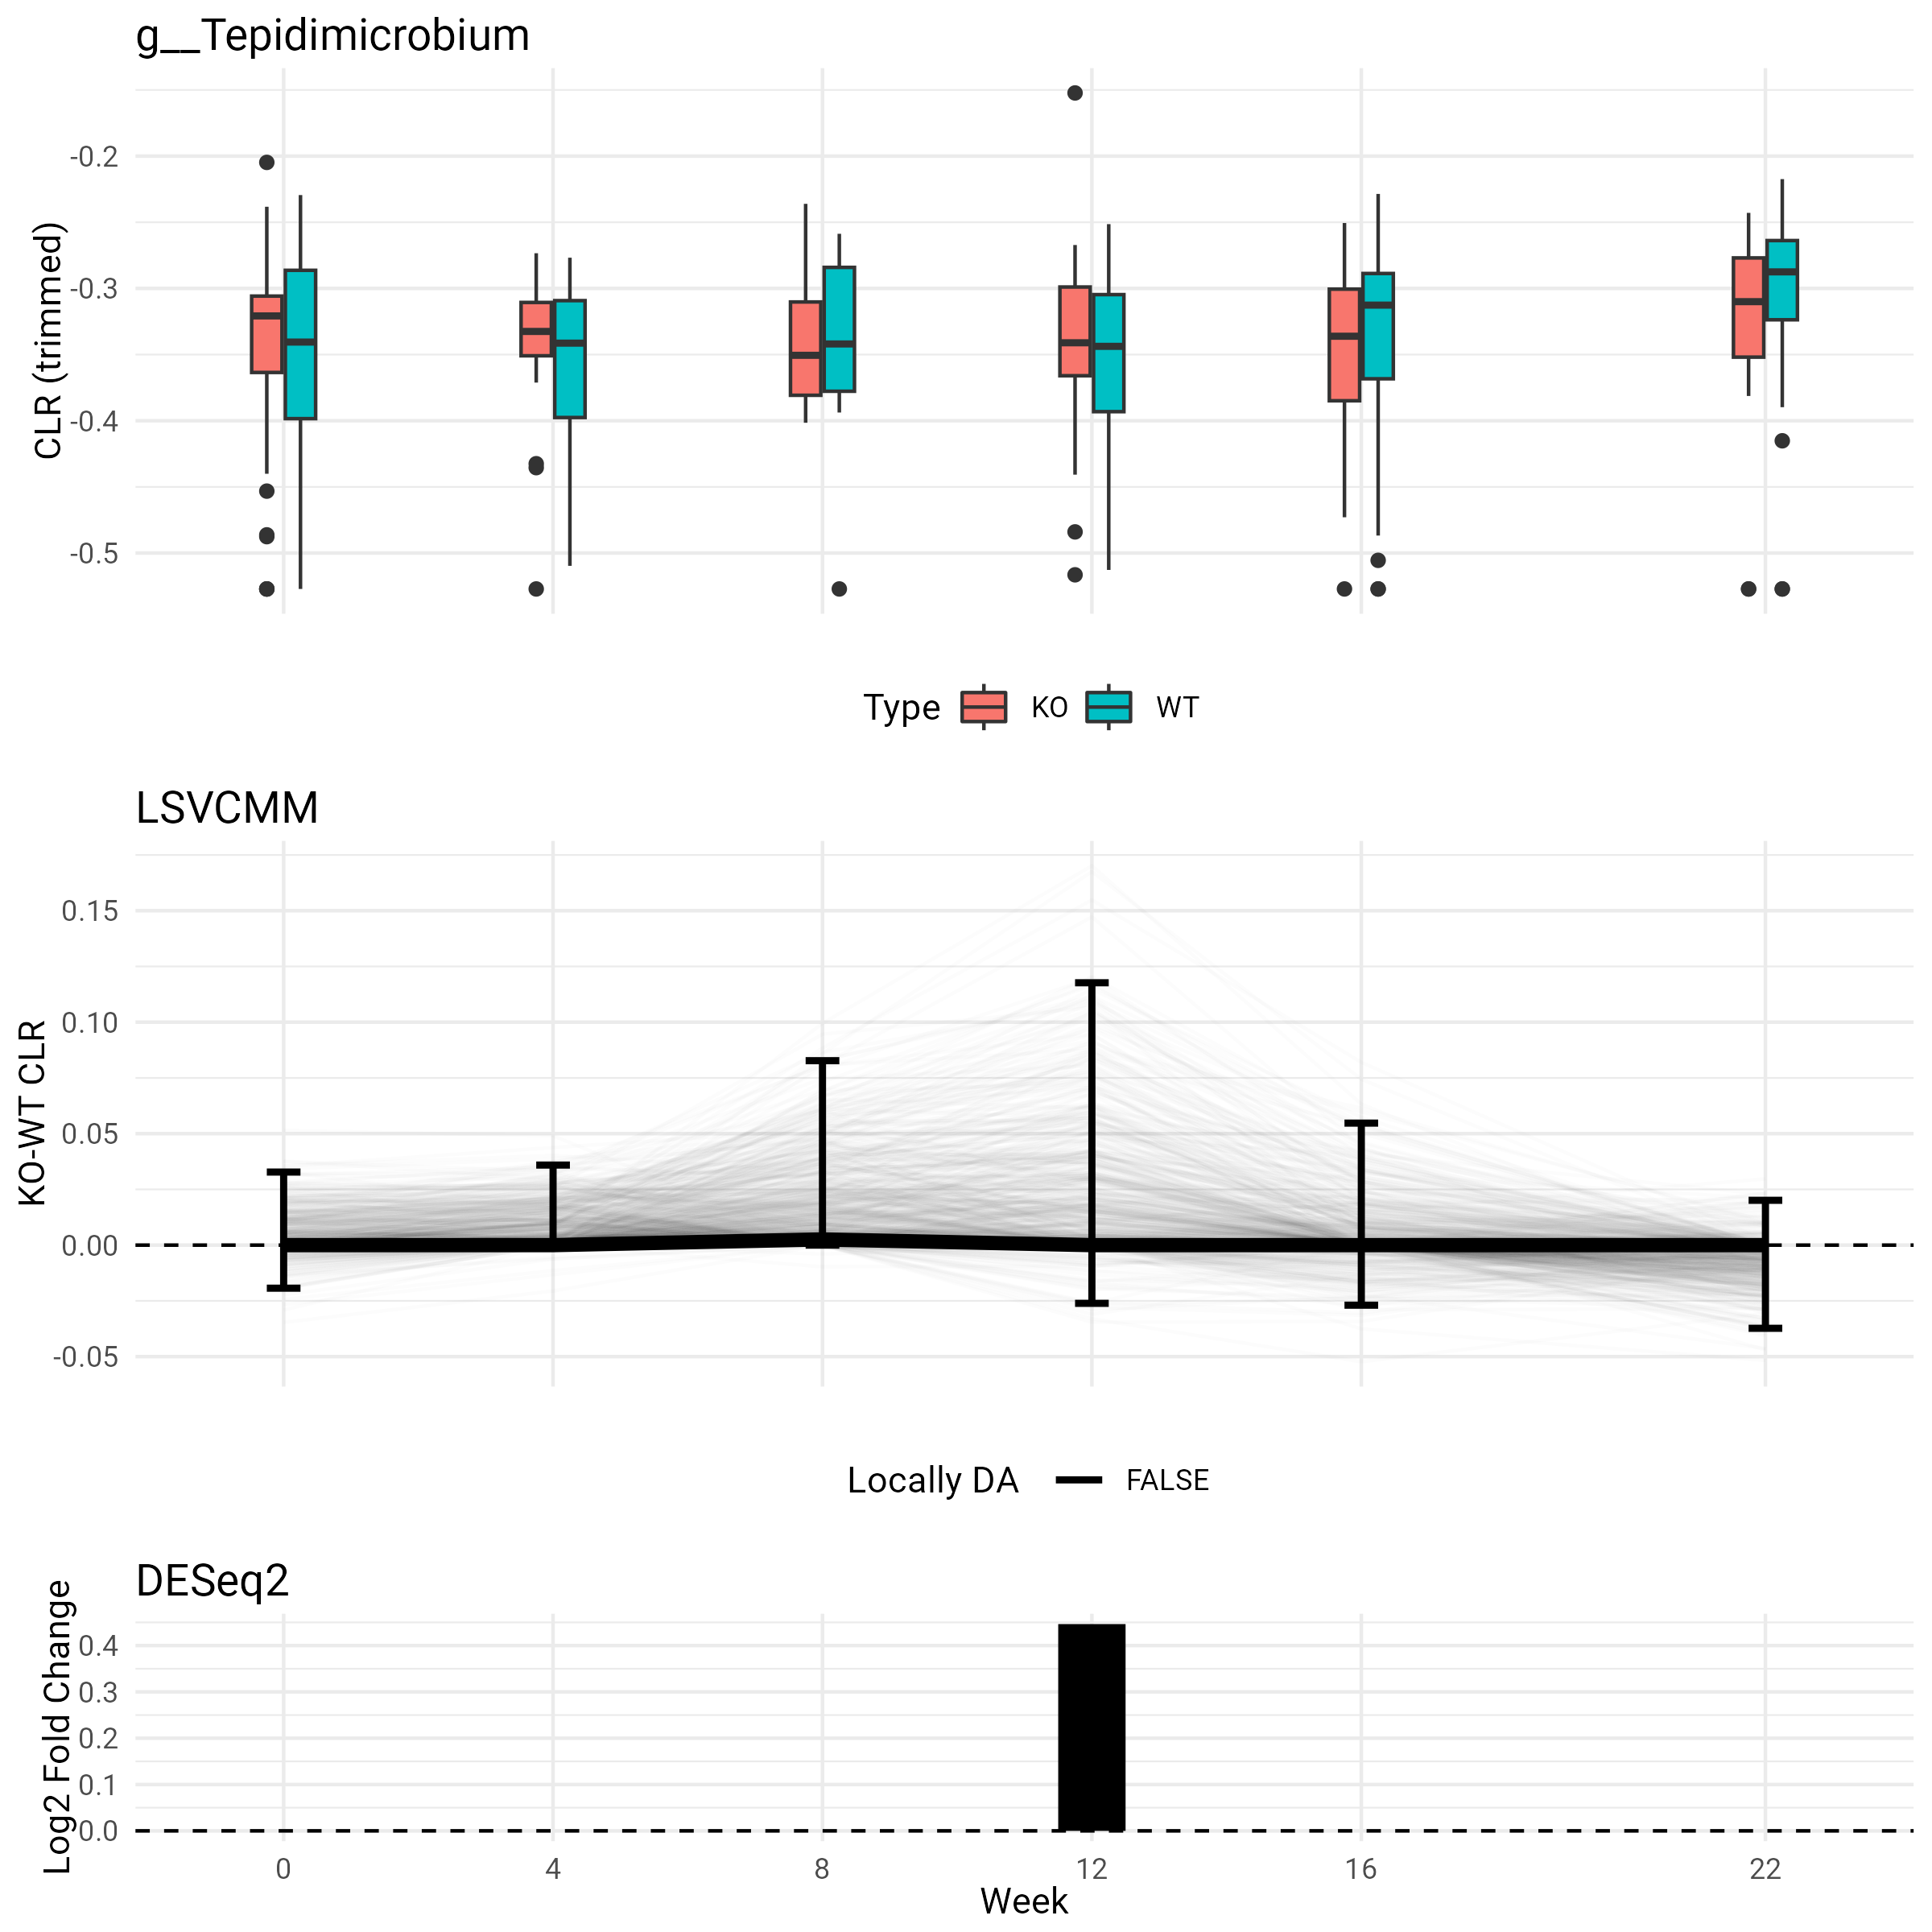 g__Tepidimicrobium
CLR (trimmed)
-0.2
-0.3
-0.4
-0.5
Type KO WT
LSVCMM
KO-WT CLR
0.15
0.10
0.05
0.00
-0.05
Locally DA FALSE
DESeq2
Log2 Fold Change
0.4
0.3
0.2
0.1
0.0
0 4 8 12 16 22
Week